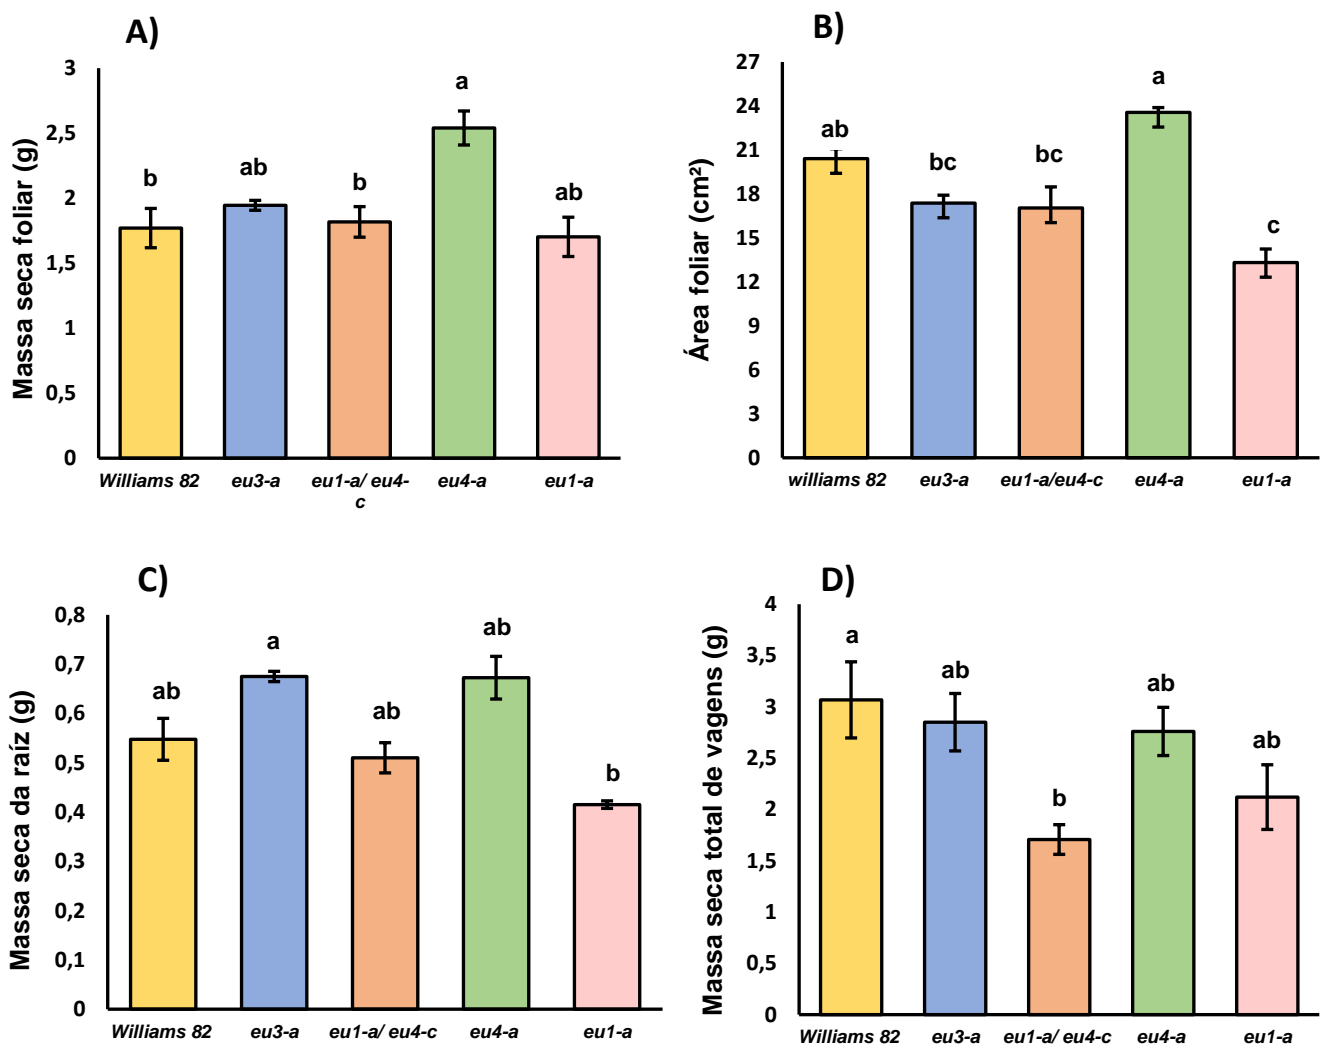 A)
Massa seca foliar (g)
3
2,5
2
1,5
1
0,5
0
b
ab
b
a
ab
Williams 82
eu3-a
eu1-a/ eu4-
c
eu4-a
eu1-a
B)
Área foliar (cm²)
27
24
21
18
15
12
9
6
3
0
ab
bc
bc
a
c
williams 82
eu3-a
eu1-a/eu4-c
eu4-a
eu1-a
C)
Massa seca da raíz (g)
0,8
0,7
0,6
0,5
0,4
0,3
0,2
0,1
0
ab
a
ab
ab
b
Williams 82
eu3-a
eu1-a/ eu4-c
eu4-a
eu1-a
D)
Massa seca total de vagens (g)
4
3,5
3
2,5
2
1,5
1
0,5
0
a
ab
b
ab
ab
Williams 82
eu3-a
eu1-a/ eu4-c
eu4-a
eu1-a